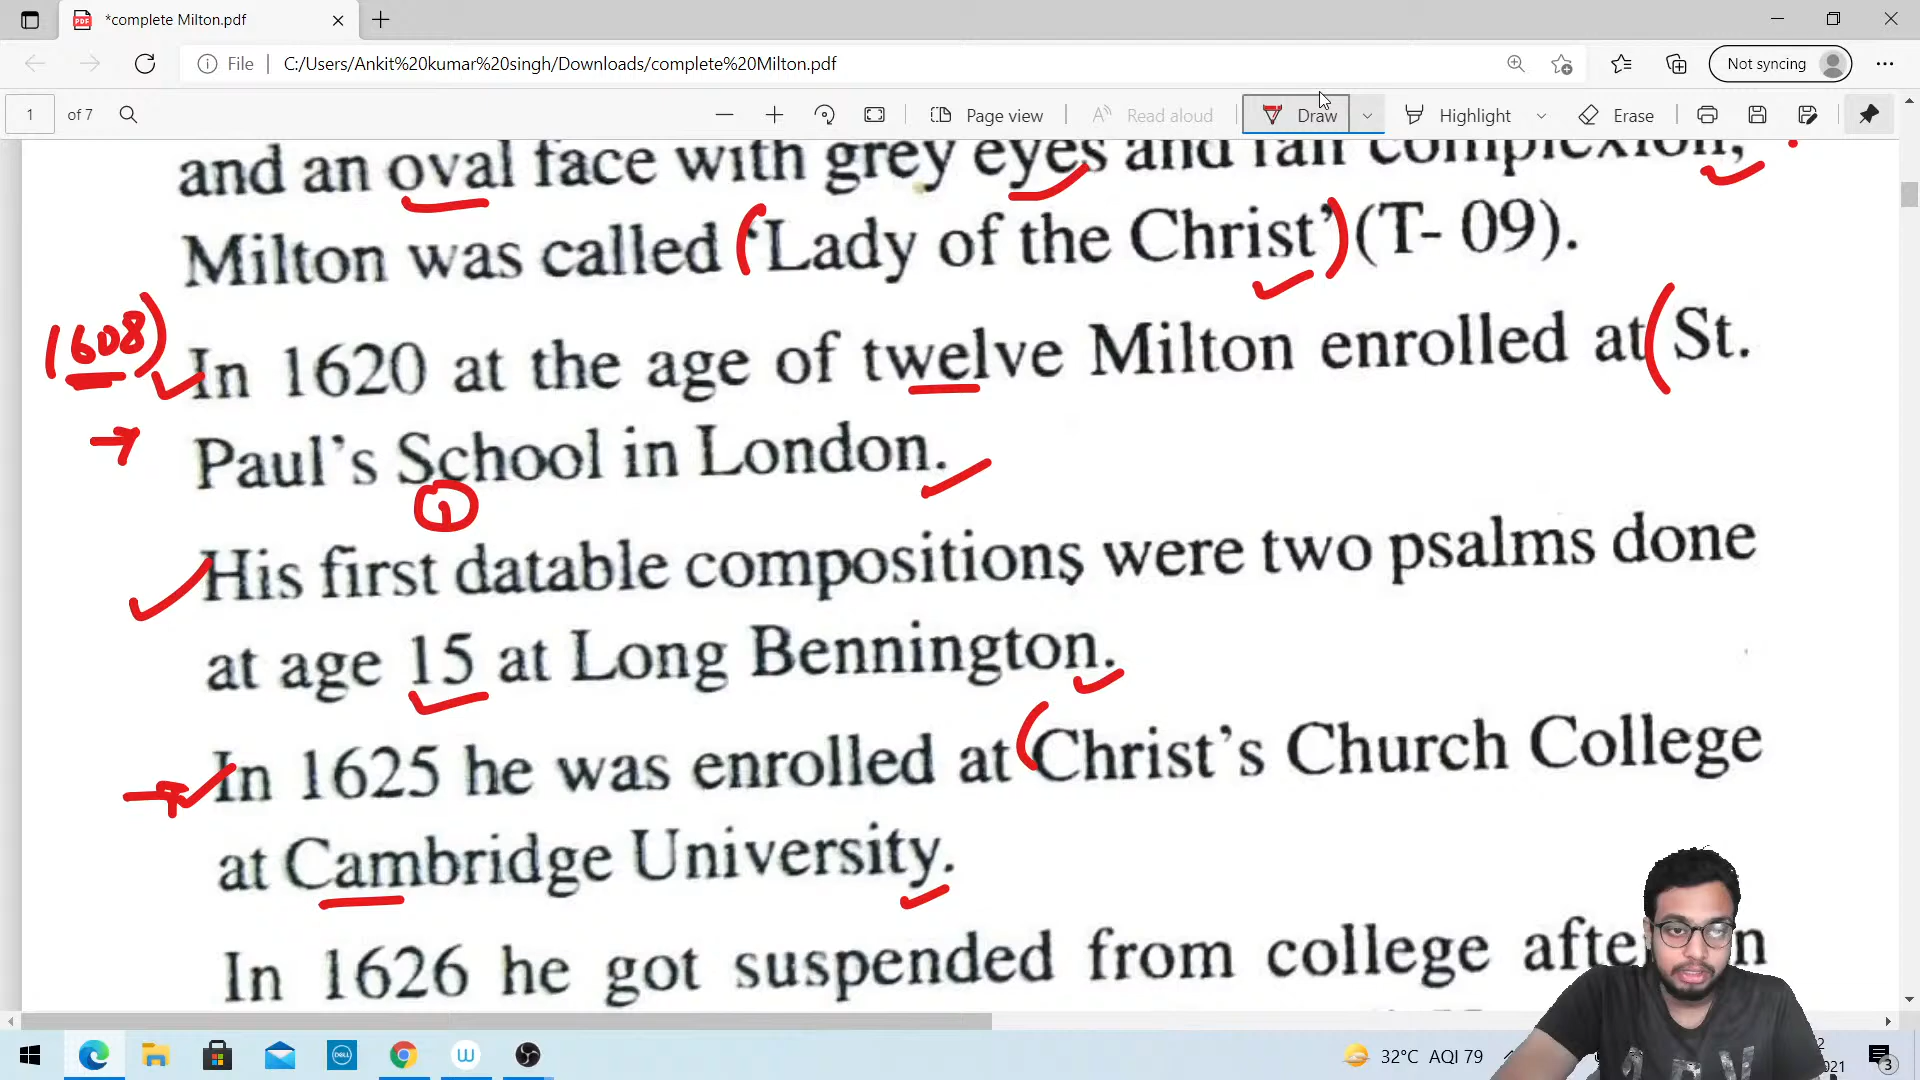 *complete Milton.pdf
File
C:/Users/Ankit%20kumar%20singh/Downloads/complete%20Milton.pdf
Not syncing
1 of 7
Page view
Read aloud
Draw
Highlight
Erase
and an oval face with grey eyes and fair complexion,
Milton was called 'Lady of the Christ' (T- 09).
(1608)
In 1620 at the age of twelve Milton enrolled at St.
Paul's School in London.
1
His first datable compositions were two psalms done
at age 15 at Long Bennington.
In 1625 he was enrolled at Christ's Church College
at Cambridge University.
In 1626 he got suspended from college after
32°C AQI 79
3